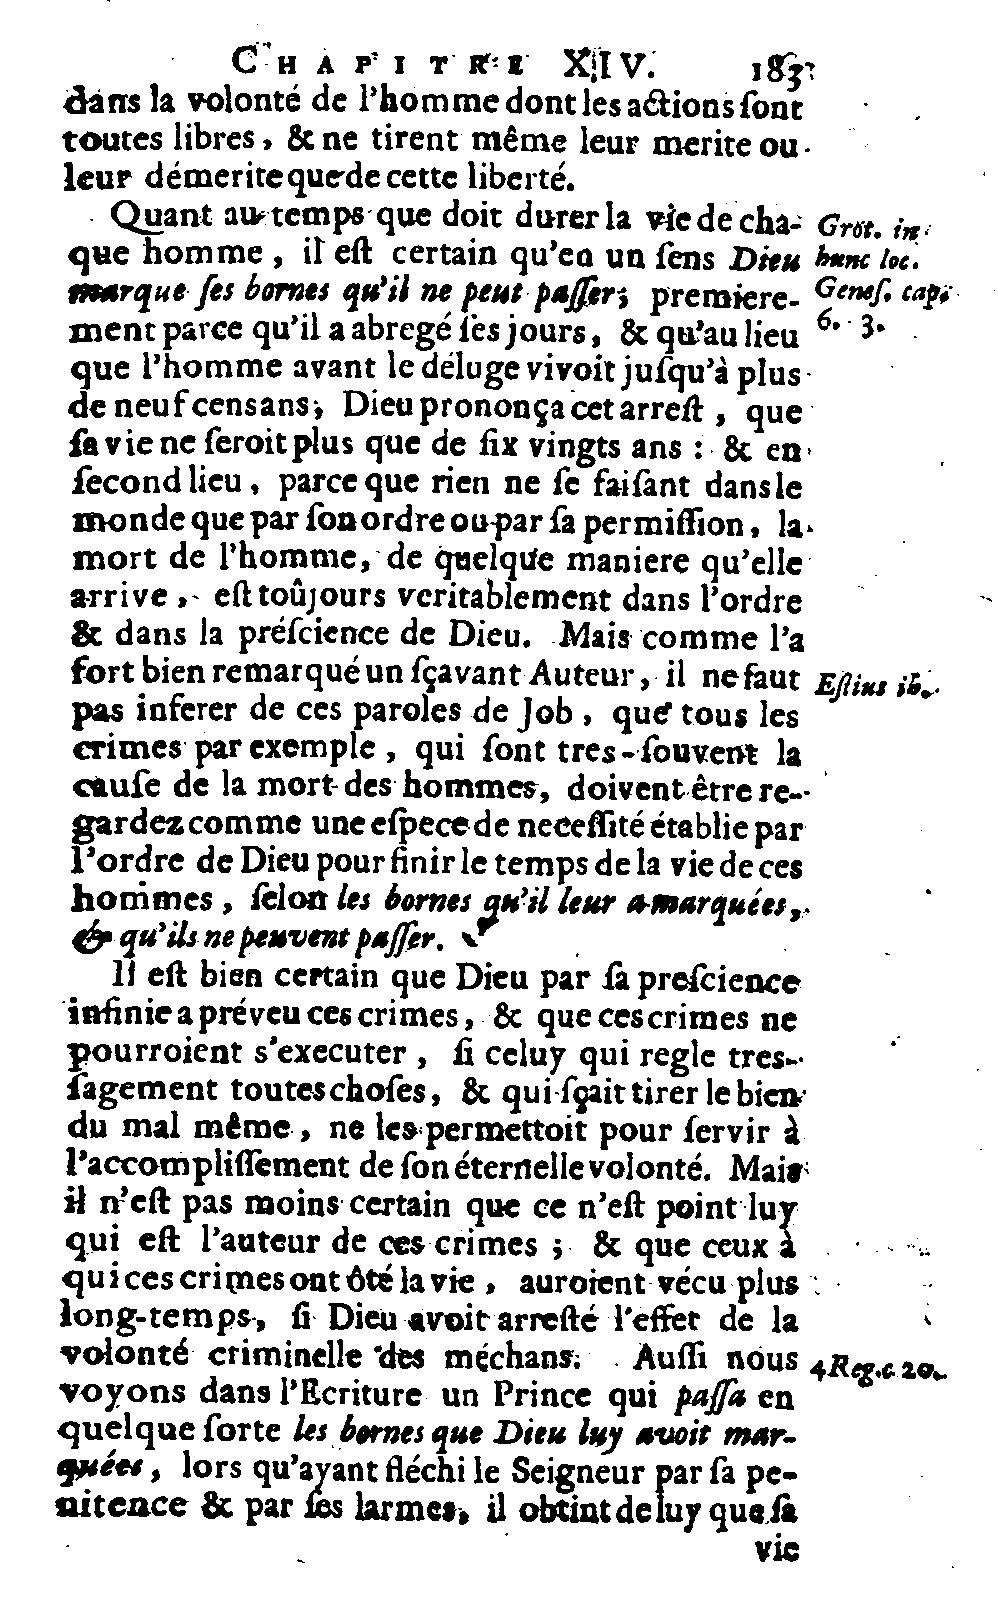 CHAPITRE XIV. 183
dans la volonté de l'homme dont les actions ſont
toutes libres, & ne tirent même leur merite ou
leur démerite que de cette liberté.
Quant au temps que doit durer la vie de cha-
que homme, il eſt certain qu'en un ſens Dieu
marque ſes bornes qu'il ne peut paſſer; premiere-
ment parce qu'il a abregé ſes jours, & qu'au lieu
que l'homme avant le déluge vivoit juſqu'à plus
de neuf cens ans, Dieu prononça cet arreſt, que
ſa vie ne ſeroit plus que de ſix vingts ans : & en
ſecond lieu, parce que rien ne ſe faiſant dans le
monde que par ſon ordre ou par ſa permiſſion, la
mort de l'homme, de quelque maniere qu'elle
arrive, eſt toûjours veritablement dans l'ordre
& dans la préſcience de Dieu. Mais comme l'a
fort bien remarqué un ſçavant Auteur, il ne faut
pas inferer de ces paroles de Job, que tous les
crimes par exemple, qui ſont tres-ſouvent la
cauſe de la mort des hommes, doivent être re-
gardez comme une eſpece de neceſſité établie par
l'ordre de Dieu pour finir le temps de la vie de ces
hommes, ſelon les bornes qu'il leur a marquées,
& qu'ils ne peuvent paſſer.
Il eſt bien certain que Dieu par ſa preſcience
infinie a préveu ces crimes, & que ces crimes ne
pourroient s'executer, ſi celuy qui regle tres-
ſagement toutes choſes, & qui ſçait tirer le bien
du mal même, ne les permettoit pour ſervir à
l'accompliſſement de ſon éternelle volonté. Mais
il n'eſt pas moins certain que ce n'eſt point luy
qui eſt l'auteur de ces crimes ; & que ceux à
qui ces crimes ont ôté la vie, auroient vécu plus
long-temps, ſi Dieu avoit arreſté l'effet de la
volonté criminelle des méchans. Auſſi nous
voyons dans l'Ecriture un Prince qui paſſa en
quelque ſorte les bornes que Dieu luy avoit mar-
quées, lors qu'ayant fléchi le Seigneur par ſa pe-
nitence & par ſes larmes, il obtint de luy que ſa
vie
Grot. in
hunc loc.
Geneſ. cap.
6. 3.
Eſtius ib.
4 Reg. c. 20.